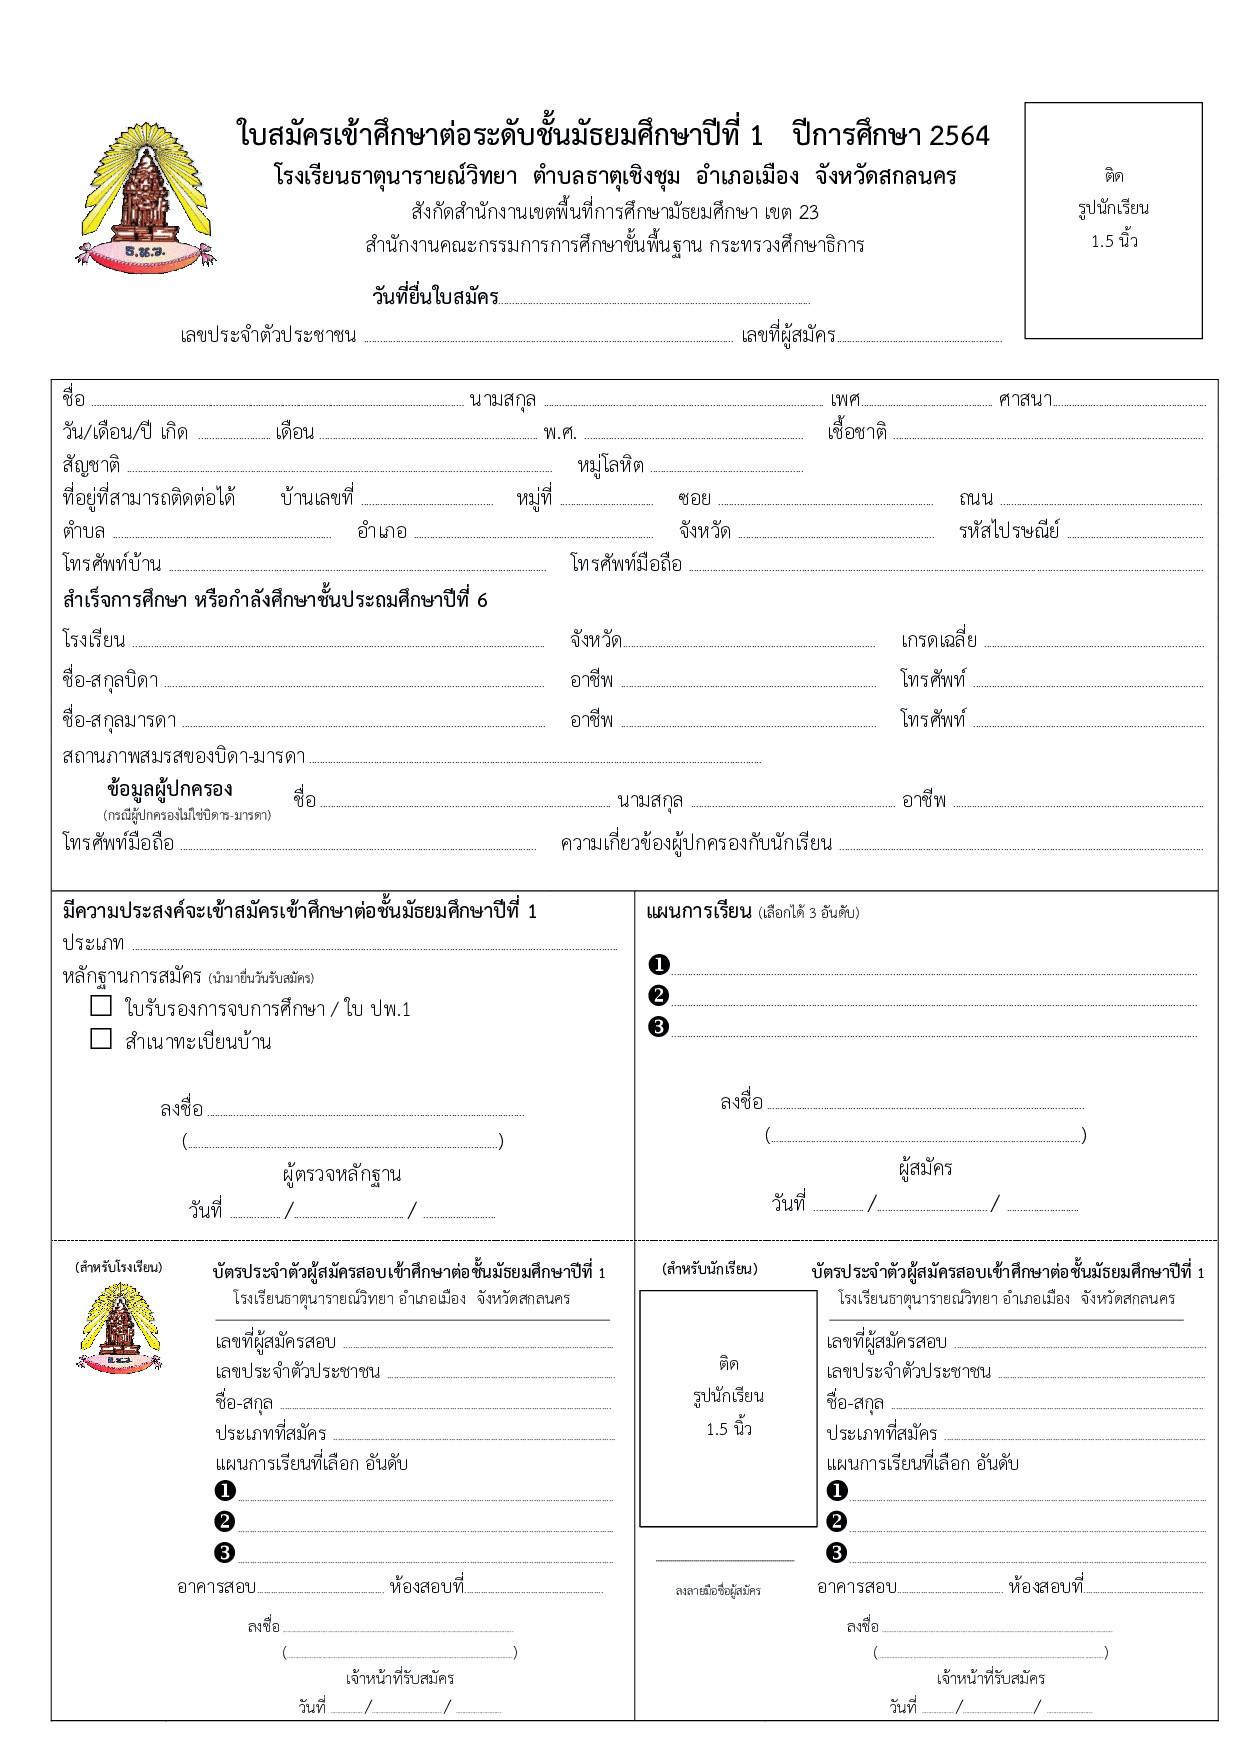 ใบสมัครเข้าศึกษาต่อระดับชั้นมัธยมศึกษาปีที่ 1 ปีการศึกษา 2564
โรงเรียนธาตุนารายณ์วิทยา ตำบลธาตุเชิงชุม อำเภอเมือง จังหวัดสกลนคร
สังกัดสำนักงานเขตพื้นที่การศึกษามัธยมศึกษา เขต 23
สำนักงานคณะกรรมการการศึกษาขั้นพื้นฐาน กระทรวงศึกษาธิการ
ธ.น.ว.
ติด
รูปนักเรียน
1.5 นิ้ว
วันที่ยื่นใบสมัคร
เลขประจำตัวประชาชน เลขที่ผู้สมัคร
ชื่อ นามสกุล เพศ ศาสนา
วัน/เดือน/ปี เกิด เดือน พ.ศ. เชื้อชาติ
สัญชาติ หมู่โลหิต
ที่อยู่ที่สามารถติดต่อได้ บ้านเลขที่ หมู่ที่ ซอย ถนน
ตำบล อำเภอ จังหวัด รหัสไปรษณีย์
โทรศัพท์บ้าน โทรศัพท์มือถือ
สำเร็จการศึกษา หรือกำลังศึกษาชั้นประถมศึกษาปีที่ 6
โรงเรียน จังหวัด เกรดเฉลี่ย
ชื่อ-สกุลบิดา อาชีพ โทรศัพท์
ชื่อ-สกุลมารดา อาชีพ โทรศัพท์
สถานภาพสมรสของบิดา-มารดา
ข้อมูลผู้ปกครอง ชื่อ นามสกุล อาชีพ
(กรณีผู้ปกครองไม่ใช่บิดาร-มารดา)
โทรศัพท์มือถือ ความเกี่ยวข้องผู้ปกครองกับนักเรียน
มีความประสงค์จะเข้าสมัครเข้าศึกษาต่อชั้นมัธยมศึกษาปีที่ 1
ประเภท
หลักฐานการสมัคร (นำมายื่นวันรับสมัคร)
ใบรับรองการจบการศึกษา / ใบ ปพ.1
สำเนาทะเบียนบ้าน
ลงชื่อ
( )
ผู้ตรวจหลักฐาน
วันที่ / /
แผนการเรียน (เลือกได้ 3 อันดับ)
❶
❷
❸
ลงชื่อ
( )
ผู้สมัคร
วันที่ / /
(สำหรับโรงเรียน)
ธ.น.ว.
บัตรประจำตัวผู้สมัครสอบเข้าศึกษาต่อชั้นมัธยมศึกษาปีที่ 1
โรงเรียนธาตุนารายณ์วิทยา อำเภอเมือง จังหวัดสกลนคร
เลขที่ผู้สมัครสอบ
เลขประจำตัวประชาชน
ชื่อ-สกุล
ประเภทที่สมัคร
แผนการเรียนที่เลือก อันดับ
❶
❷
❸
อาคารสอบ ห้องสอบที่
ลงชื่อ
( )
เจ้าหน้าที่รับสมัคร
วันที่ / /
(สำหรับนักเรียน)
ติด
รูปนักเรียน
1.5 นิ้ว
ลงลายมือชื่อผู้สมัคร
บัตรประจำตัวผู้สมัครสอบเข้าศึกษาต่อชั้นมัธยมศึกษาปีที่ 1
โรงเรียนธาตุนารายณ์วิทยา อำเภอเมือง จังหวัดสกลนคร
เลขที่ผู้สมัครสอบ
เลขประจำตัวประชาชน
ชื่อ-สกุล
ประเภทที่สมัคร
แผนการเรียนที่เลือก อันดับ
❶
❷
❸
อาคารสอบ ห้องสอบที่
ลงชื่อ
( )
เจ้าหน้าที่รับสมัคร
วันที่ / /